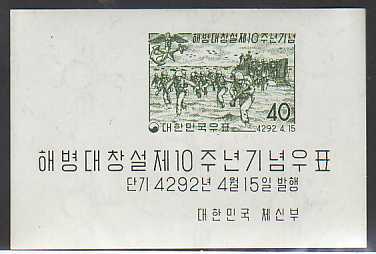 해병대창설제10주년기념
40
대한민국우표 4292.4.15
해병대창설제10주년기념우표
단기 4292년 4월 15일 발행
대한민국 체신부